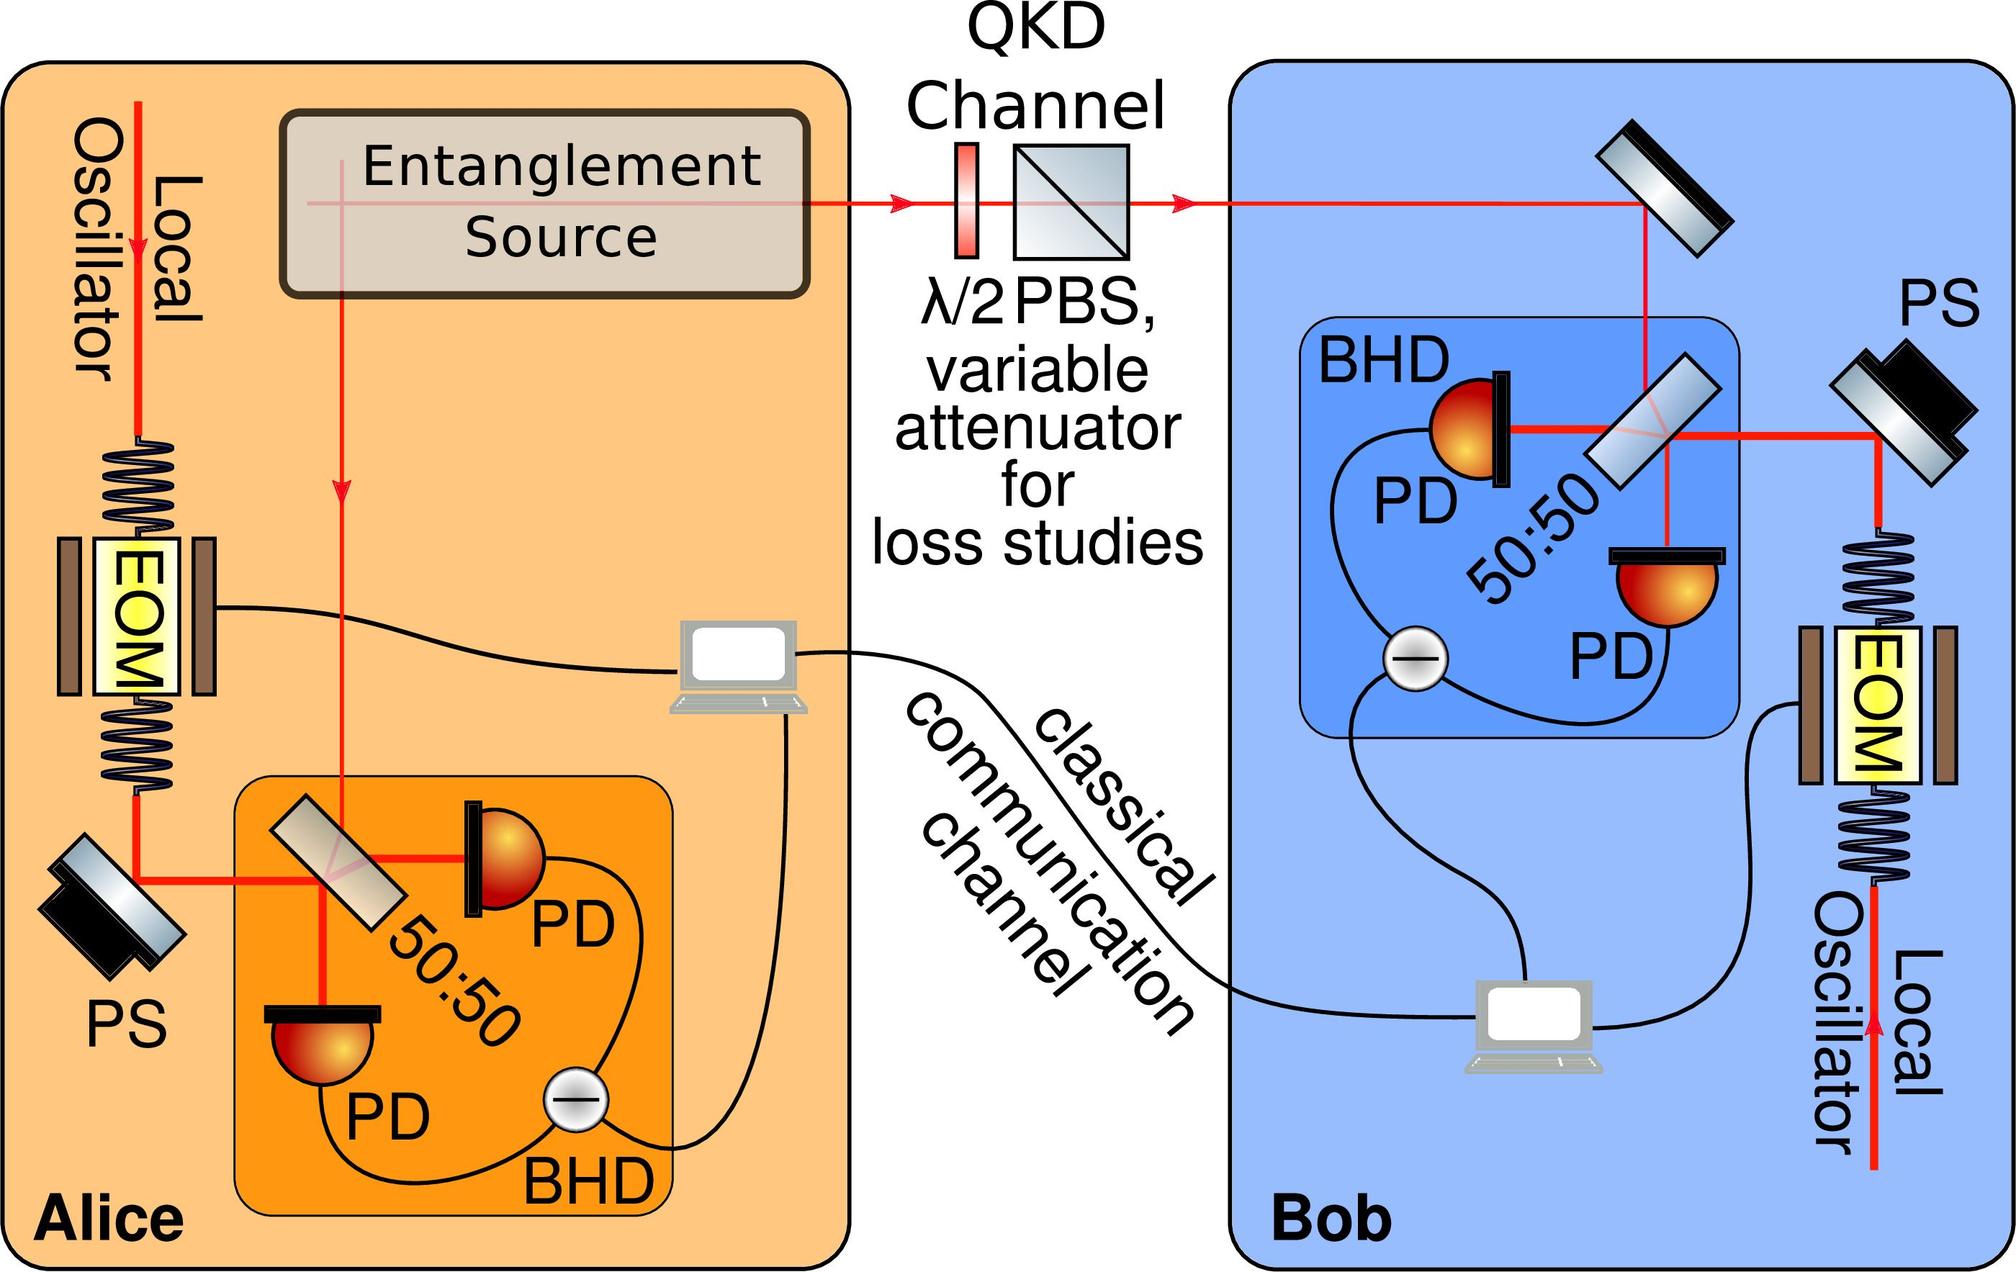 QKD
Channel
Entanglement
Source
Local
Oscillator
λ/2 PBS,
variable
attenuator
for
loss studies
EOM
PS
50:50
PD
PD
BHD
Alice
classical
communication
channel
BHD
PD
50:50
PD
PS
EOM
Local
Oscillator
Bob